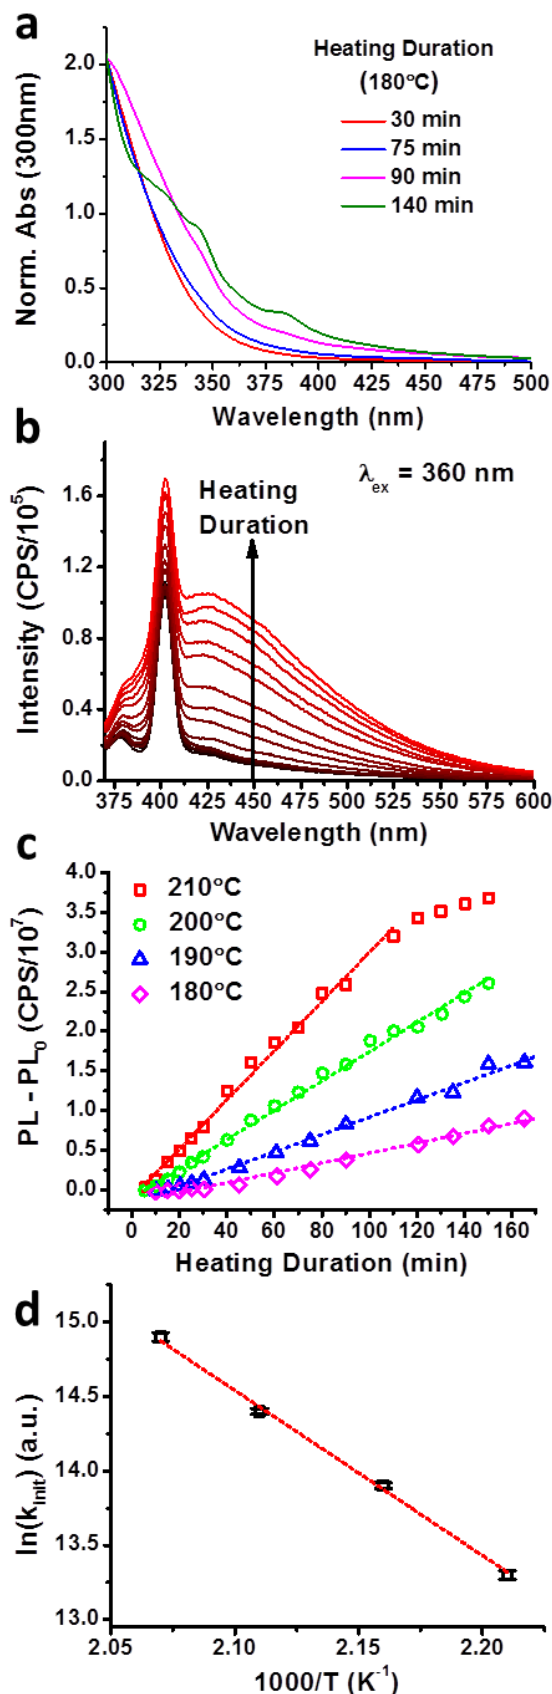 a
Heating Duration
(180°C)
30 min
75 min
90 min
140 min
2.0
1.5
1.0
0.5
0.0
Norm. Abs (300nm)
300 325 350 375 400 425 450 475 500
Wavelength (nm)
b
λex = 360 nm
Heating
Duration
1.6
1.2
0.8
0.4
0.0
Intensity (CPS/10⁵)
375 400 425 450 475 500 525 550 575 600
Wavelength (nm)
c
210°C
200°C
190°C
180°C
4.0
3.5
3.0
2.5
2.0
1.5
1.0
0.5
0.0
PL - PL₀ (CPS/10⁷)
0 20 40 60 80 100 120 140 160
Heating Duration (min)
d
15.0
14.5
14.0
13.5
13.0
ln(kInit) (a.u.)
2.05 2.10 2.15 2.20
1000/T (K⁻¹)